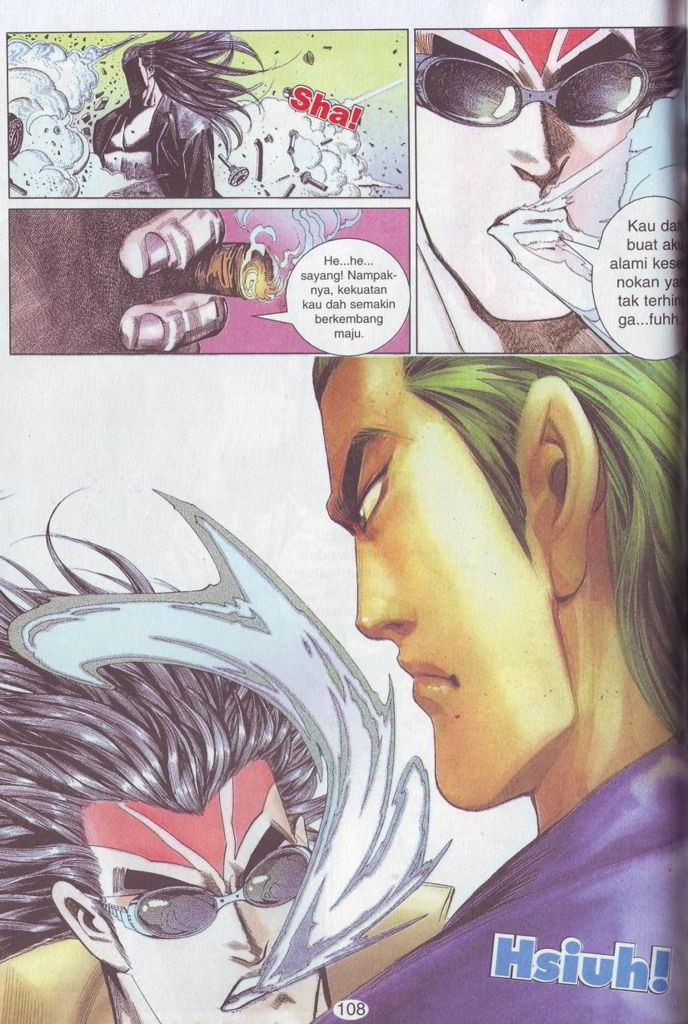 Sha!
He...he...
sayang! Nampak-
nya, kekuatan
kau dah semakin
berkembang
maju.
Kau dah
buat aku
alami kese
nokan ya
tak terhin
ga...fuhh.
Hsiuh!
108